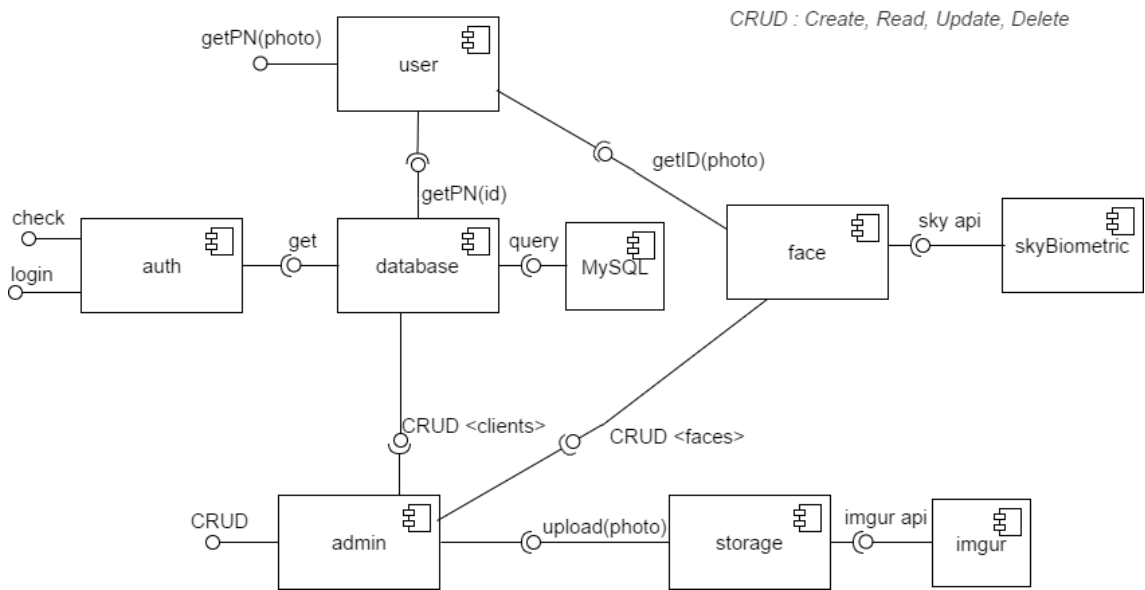 CRUD : Create, Read, Update, Delete
getPN(photo)
user
getID(photo)
getPN(id)
check
auth
login
get
database
query
MySQL
face
sky api
skyBiometric
CRUD <clients>
CRUD <faces>
CRUD
admin
upload(photo)
storage
imgur api
imgur